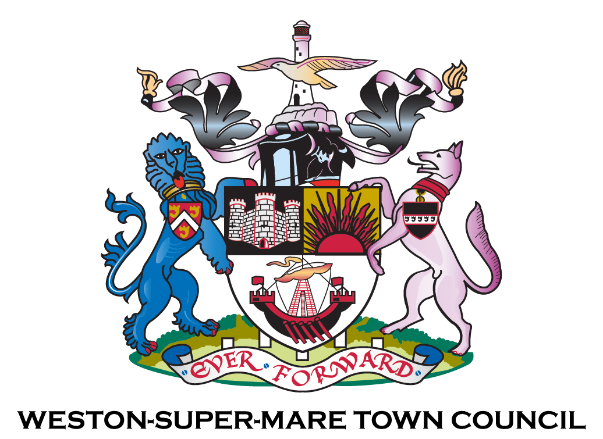 EVER · FORWARD
WESTON-SUPER-MARE TOWN COUNCIL